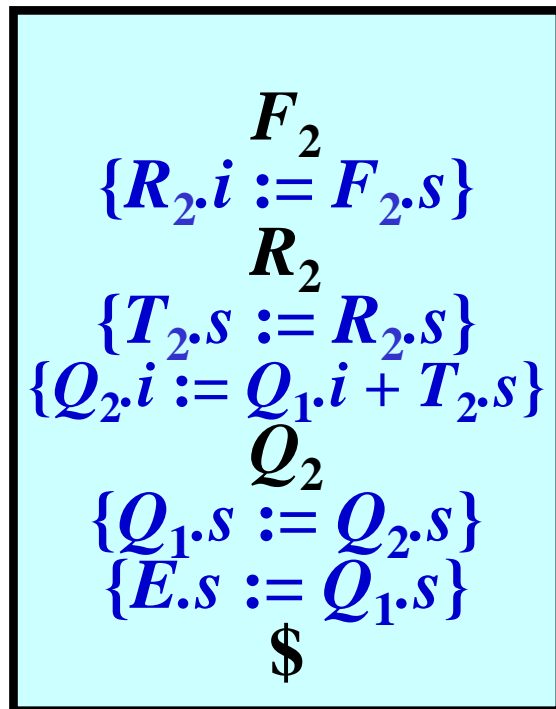 F₂
{R₂.i := F₂.s}
R₂
{T₂.s := R₂.s}
{Q₂.i := Q₁.i + T₂.s}
Q₂
{Q₁.s := Q₂.s}
{E.s := Q₁.s}
$